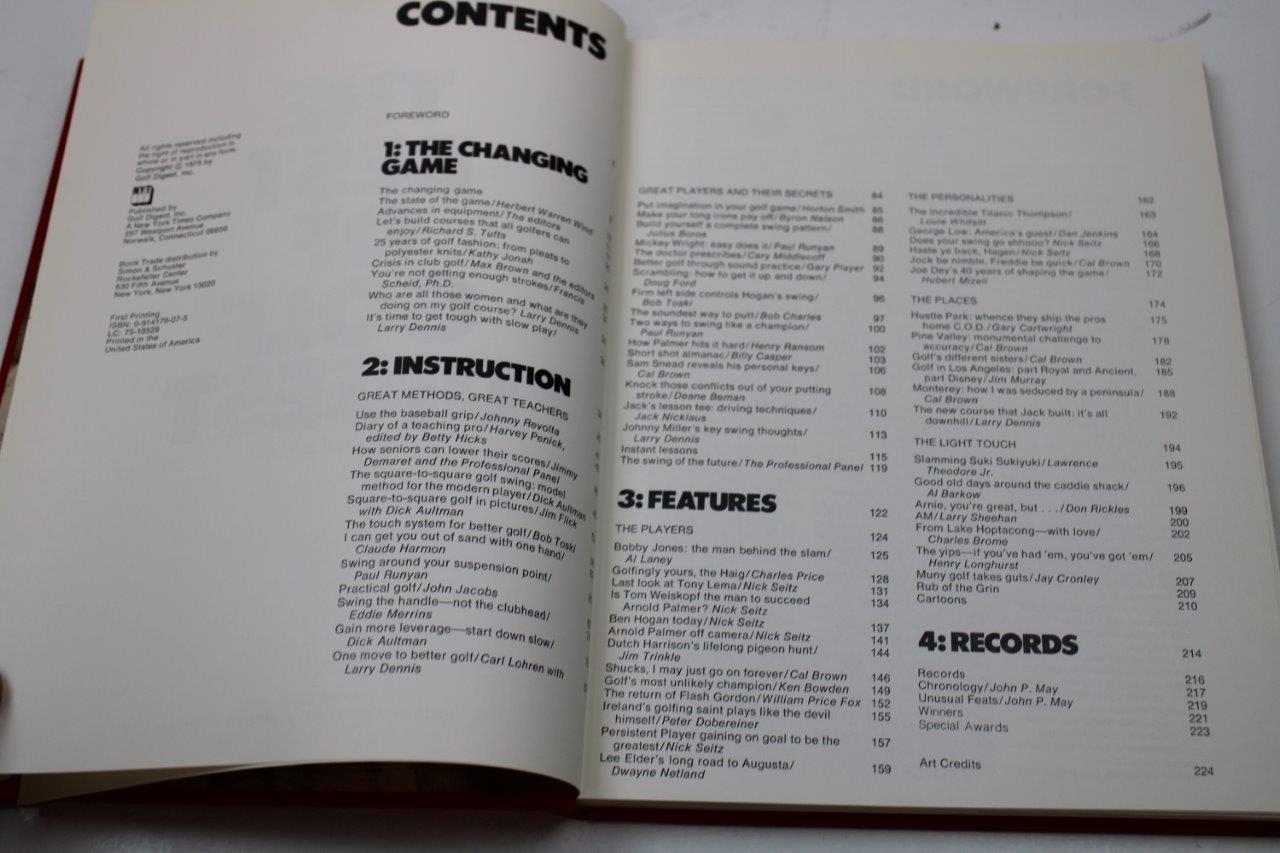 CONTENTS
All rights reserved including
the right of reproduction in
whole or in part in any form.
Copyright © 1975 by
Golf Digest, Inc.
Published by
Golf Digest, Inc.
A New York Times Company
297 Westport Avenue
Norwalk, Connecticut 06856
Book Trade distribution by
Simon & Schuster
Rockefeller Center
630 Fifth Avenue
New York, New York 10020
First Printing
ISBN: 0-914178-07-5
LC: 75-18529
Printed in the
United States of America
FOREWORD
1: THE CHANGING
GAME
The changing game
The state of the game/Herbert Warren Wind
Advances in equipment/The editors
Let's build courses that all golfers can
enjoy/Richard S. Tufts
25 years of golf fashion: from pleats to
polyester knits/Kathy Jonah
Crisis in club golf/Max Brown and the editors
You're not getting enough strokes/Francis
Scheid, Ph.D.
Who are all those women and what are they
doing on my golf course? Larry Dennis
It's time to get tough with slow play/
Larry Dennis
2: INSTRUCTION
GREAT METHODS, GREAT TEACHERS
Use the baseball grip/Johnny Revolta
Diary of a teaching pro/Harvey Penick,
edited by Betty Hicks
How seniors can lower their scores/Jimmy
Demaret and the Professional Panel
The square-to-square golf swing: model
method for the modern player/Dick Aultman
Square-to-square golf in pictures/Jim Flick
with Dick Aultman
The touch system for better golf/Bob Toski
I can get you out of sand with one hand/
Claude Harmon
Swing around your suspension point/
Paul Runyan
Practical golf/John Jacobs
Swing the handle—not the clubhead/
Eddie Merrins
Gain more leverage—start down slow/
Dick Aultman
One move to better golf/Carl Lohren with
Larry Dennis
GREAT PLAYERS AND THEIR SECRETS 84
Put imagination in your golf game/Horton Smith 85
Make your long irons pay off/Byron Nelson 86
Build yourself a complete swing pattern/ 88
Julius Boros
Mickey Wright: easy does it/Paul Runyan 89
The doctor prescribes/Cary Middlecoff 90
Better golf through sound practice/Gary Player 92
Scrambling: how to get it up and down/ 94
Doug Ford
Firm left side controls Hogan's swing/ 96
Bob Toski
The soundest way to putt/Bob Charles 97
Two ways to swing like a champion/ 100
Paul Runyan
How Palmer hits it hard/Henry Ransom 102
Short shot almanac/Billy Casper 103
Sam Snead reveals his personal keys/ 106
Cal Brown
Knock those conflicts out of your putting 108
stroke/Deane Beman
Jack's lesson tee: driving techniques/ 110
Jack Nicklaus
Johnny Miller's key swing thoughts/ 113
Larry Dennis
Instant lessons 115
The swing of the future/The Professional Panel 119
3: FEATURES 122
THE PLAYERS 124
Bobby Jones: the man behind the slam/ 125
Al Laney
Golfingly yours, the Haig/Charles Price 128
Last look at Tony Lema/Nick Seitz 131
Is Tom Weiskopf the man to succeed 134
Arnold Palmer? Nick Seitz
Ben Hogan today/Nick Seitz 137
Arnold Palmer off camera/Nick Seitz 141
Dutch Harrison's lifelong pigeon hunt/ 144
Jim Trinkle
Shucks, I may just go on forever/Cal Brown 146
Golf's most unlikely champion/Ken Bowden 149
The return of Flash Gordon/William Price Fox 152
Ireland's golfing saint plays like the devil 155
himself/Peter Dobereiner
Persistent Player gaining on goal to be the 157
greatest/Nick Seitz
Lee Elder's long road to Augusta/ 159
Dwayne Netland
THE PERSONALITIES 162
The incredible Titanic Thompson/ 163
Louie Whitsitt
George Low: America's guest/Dan Jenkins 164
Does your swing go shhooo? Nick Seitz 166
Haste ye back, Hagen/Nick Seitz 168
Jock be nimble, Freddie be quick/Cal Brown 170
Joe Dey's 40 years of shaping the game/ 172
Hubert Mizell
THE PLACES 174
Hustle Park: whence they ship the pros 175
home C.O.D./Gary Cartwright
Pine Valley: monumental challenge to 178
accuracy/Cal Brown
Golf's different sisters/Cal Brown 182
Golf in Los Angeles: part Royal and Ancient, 185
part Disney/Jim Murray
Monterey: how I was seduced by a peninsula/ 188
Cal Brown
The new course that Jack built: it's all 192
downhill/Larry Dennis
THE LIGHT TOUCH 194
Slamming Suki Sukiyuki/Lawrence 195
Theodore Jr.
Good old days around the caddie shack/ 196
Al Barkow
Arnie, you're great, but . . ./Don Rickles 199
AM/Larry Sheehan 200
From Lake Hoptacong—with love/ 202
Charles Brome
The yips—if you've had 'em, you've got 'em/ 205
Henry Longhurst
Muny golf takes guts/Jay Cronley 207
Rub of the Grin 209
Cartoons 210
4: RECORDS 214
Records 216
Chronology/John P. May 217
Unusual Feats/John P. May 219
Winners 221
Special Awards 223
Art Credits 224